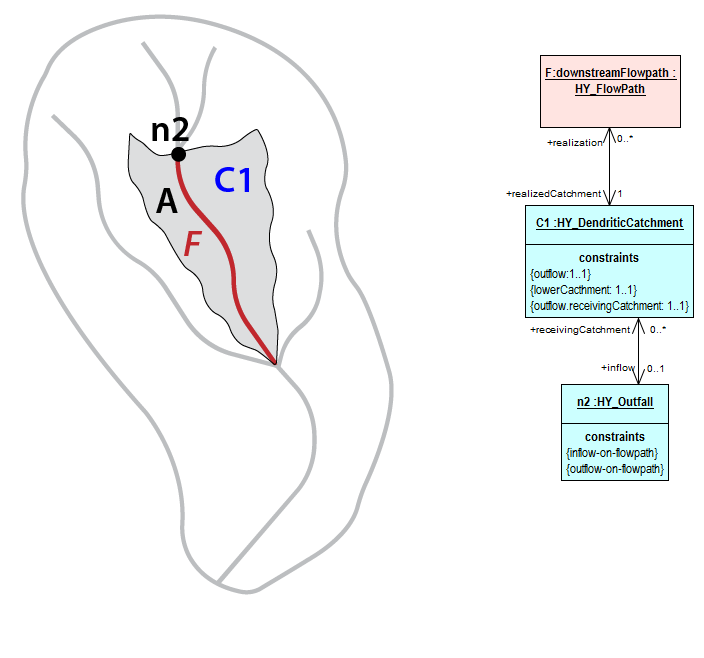 n2
C1
A
F
F:downstreamFlowpath :
HY_FlowPath
+realization
0..*
+realizedCatchment
1
C1 :HY_DendriticCatchment
constraints
{outflow:1..1}
{lowerCacthment: 1..1}
{outflow.receivingCatchment: 1..1}
+receivingCatchment
0..*
+inflow
0..1
n2 :HY_Outfall
constraints
{inflow-on-flowpath}
{outflow-on-flowpath}